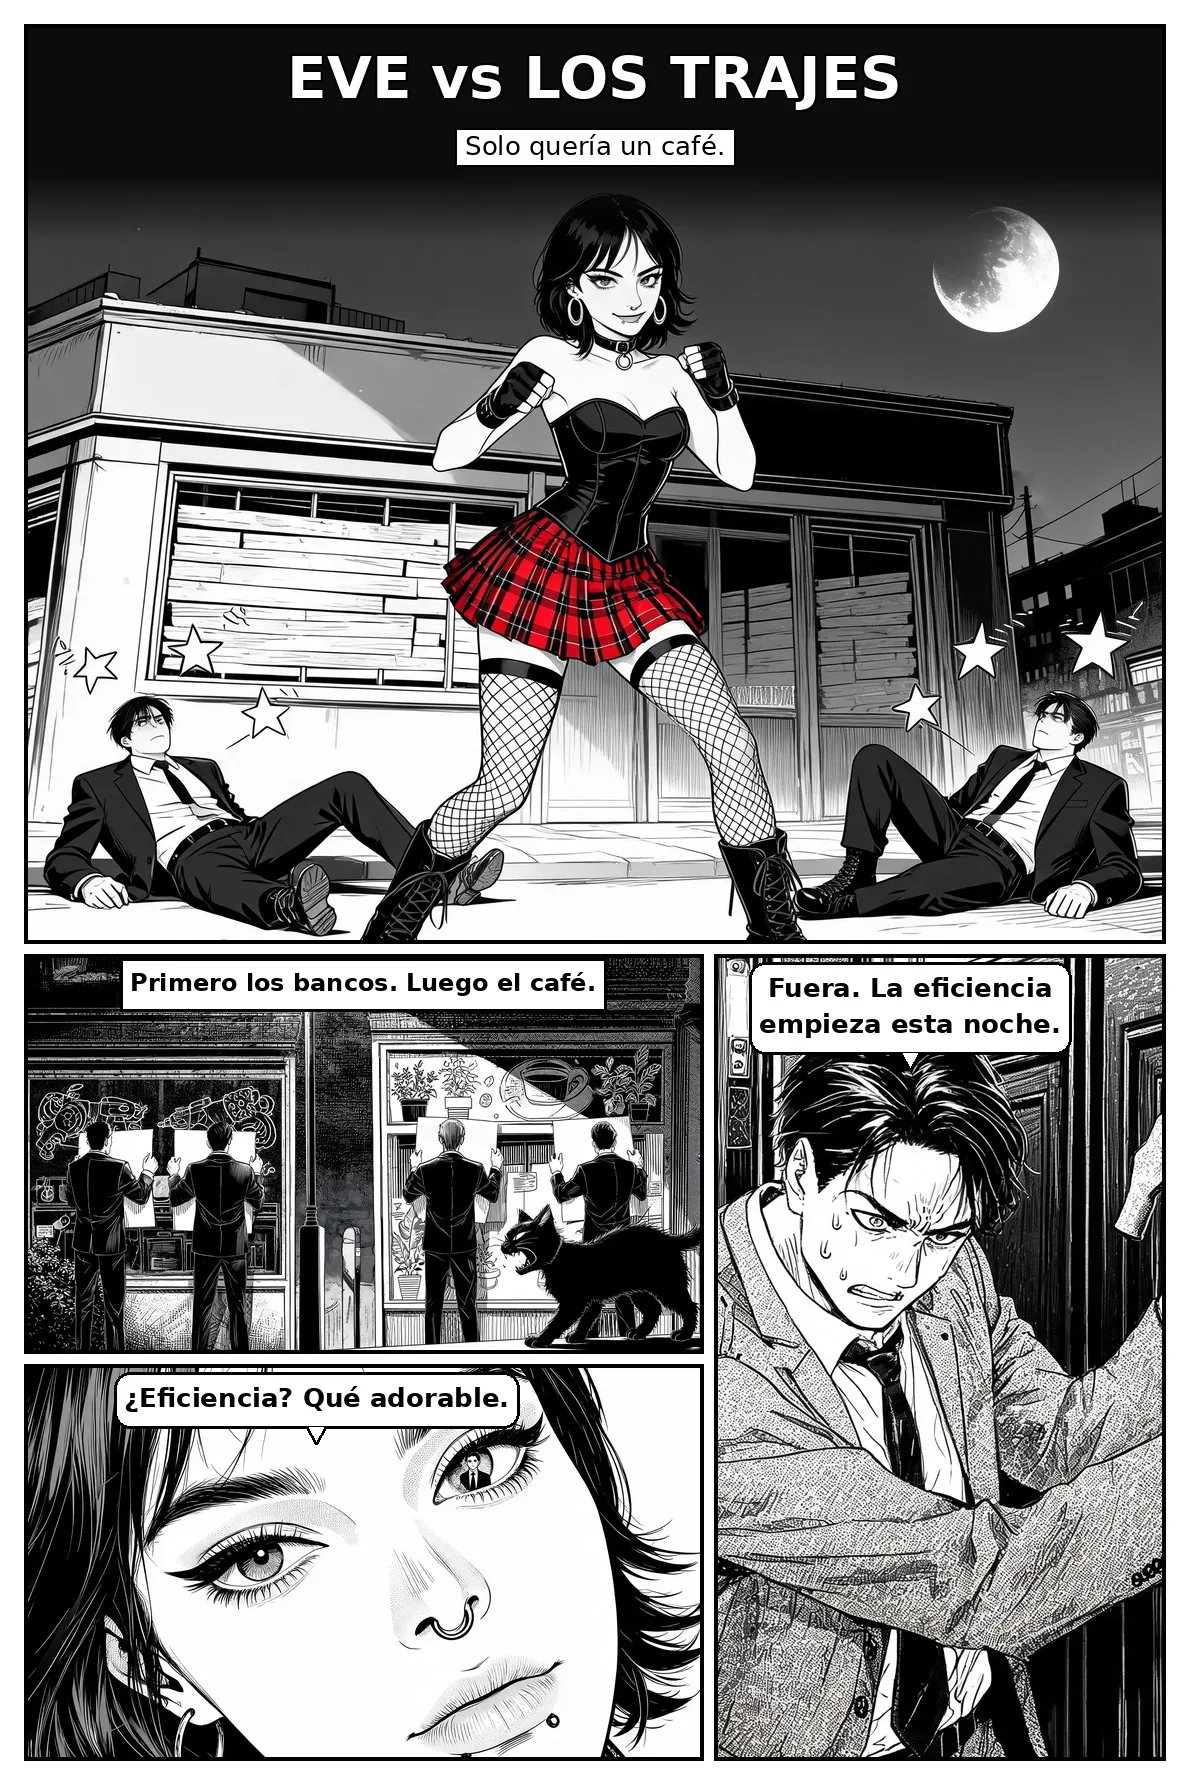 EVE vs LOS TRAJES
Solo quería un café.
Primero los bancos. Luego el café.
Fuera. La eficiencia
empieza esta noche.
¿Eficiencia? Qué adorable.